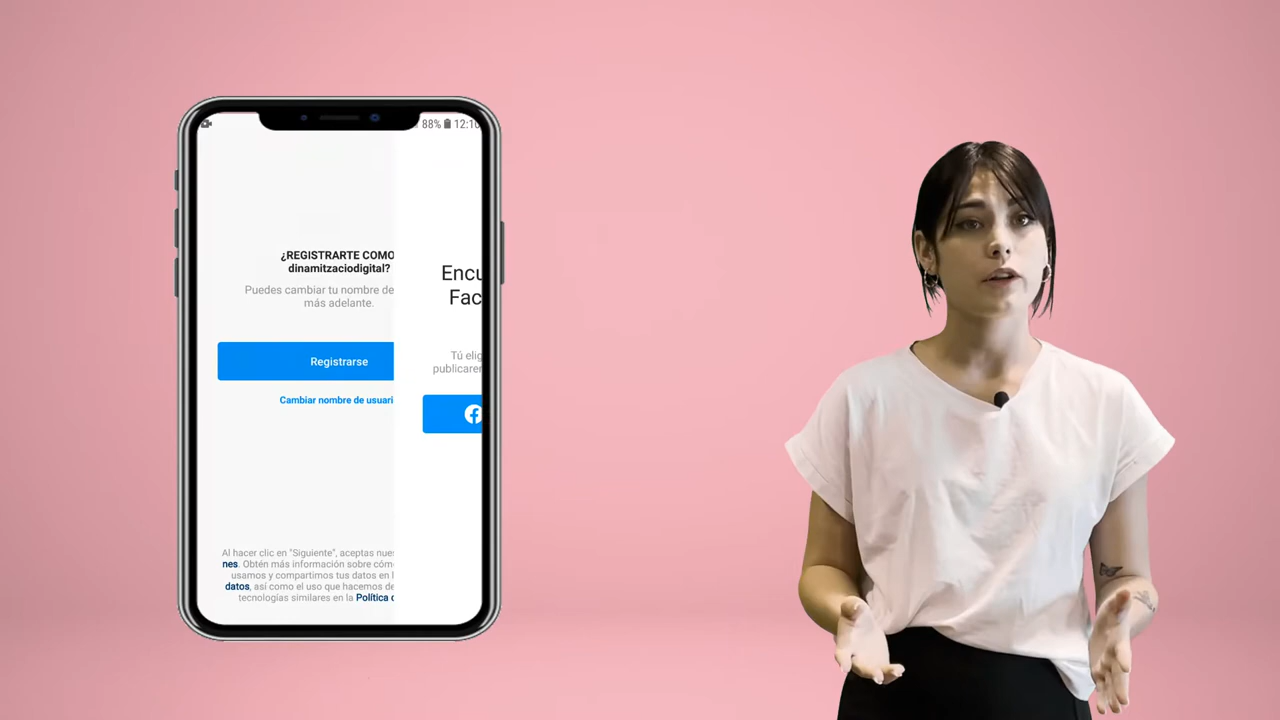 88% 12:10
¿REGISTRARTE COMO
dinamitzaciodigital?
Puedes cambiar tu nombre de
más adelante.
Registrarse
Cambiar nombre de usuari
Al hacer clic en "Siguiente", aceptas nues
nes. Obtén más información sobre cóm
usamos y compartimos tus datos en l
datos, así como el uso que hacemos de
tecnologías similares en la Política d
Encu
Fac
Tú elig
publicare